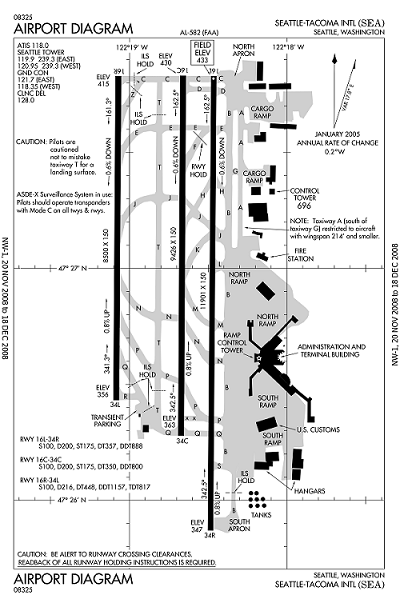 08325
AIRPORT DIAGRAM
AL-582 (FAA)
SEATTLE-TACOMA INTL (SEA)
SEATTLE, WASHINGTON
ATIS 118.0
SEATTLE TOWER
119.9 239.3 (EAST)
120.95 239.3 (WEST)
GND CON
121.7 (EAST)
118.35 (WEST)
CLNC DEL
128.0
122°19' W
122°18' W
ILS
HOLD
ELEV
430
FIELD
ELEV
433
NORTH
APRON
ELEV
415
16R
16C
16L
161.3°
162.5°
162.5°
0.6% DOWN
0.6% DOWN
0.6% DOWN
ILS
HOLD
RWY
HOLD
CARGO
RAMP
VAR 17.0° E
JANUARY 2005
ANNUAL RATE OF CHANGE
0.2° W
CAUTION: Pilots are
cautioned
not to mistake
taxiway T for a
landing surface.
ASDE-X Surveillance System in use:
Pilots should operate transponders
with Mode C on all twys & rwys.
CARGO
RAMP
CONTROL
TOWER
696
NOTE: Taxiway A (south of
taxiway G) restricted to aircraft
with wingspan 214' and smaller.
FIRE
STATION
8500 X 150
9426 X 150
11901 X 150
47° 27' N
NORTH
RAMP
NORTH
RAMP
RAMP
CONTROL
TOWER
ADMINISTRATION AND
TERMINAL BUILDING
0.8% UP
0.8% UP
341.3°
ELEV
356
34L
ILS
HOLD
TRANSIENT
PARKING
342.5°
ELEV
363
34C
SOUTH
RAMP
SOUTH
RAMP
U.S. CUSTOMS
RWY 16L-34R
S100, D200, ST175, DT357, DDT888
RWY 16C-34C
S100, D200, ST175, DT350, DDT800
RWY 16R-34L
S100, D216, DT448, DDT1157, TDT817
ILS
HOLD
HANGARS
TANKS
47° 26' N
342.5°
0.8% UP
ELEV
347
34R
SOUTH
APRON
NW-1, 20 NOV 2008 to 18 DEC 2008
NW-1, 20 NOV 2008 to 18 DEC 2008
CAUTION: BE ALERT TO RUNWAY CROSSING CLEARANCES.
READBACK OF ALL RUNWAY HOLDING INSTRUCTIONS IS REQUIRED.
AIRPORT DIAGRAM
08325
SEATTLE, WASHINGTON
SEATTLE-TACOMA INTL (SEA)